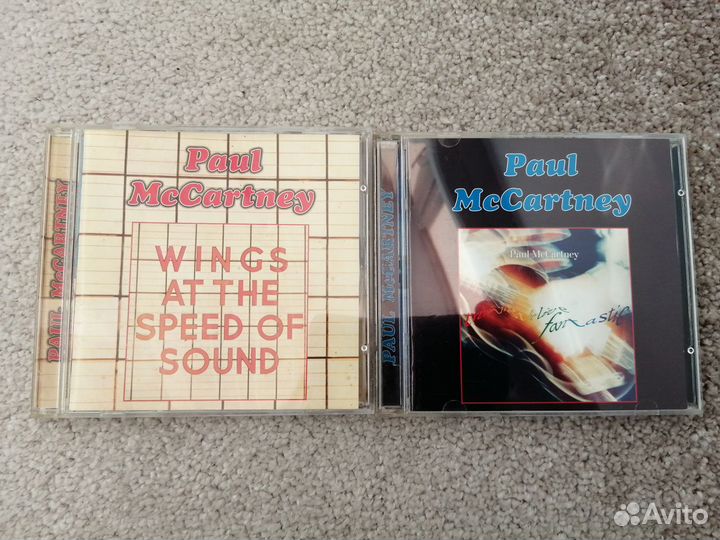 PAUL McCARTNEY
Paul
McCartney
WINGS
AT THE
SPEED OF
SOUND
PAUL McCARTNEY
Paul
McCartney
Paul McCartney
fantastic
Avito